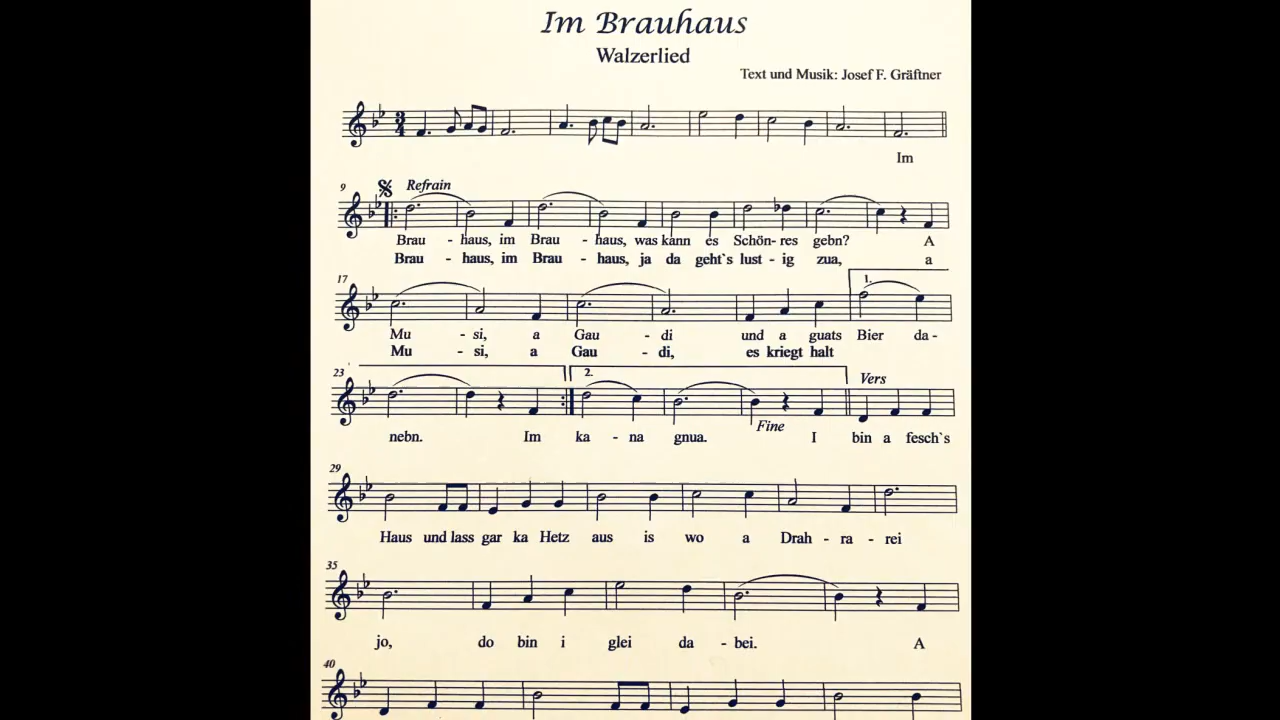 Im Brauhaus
Walzerlied
Text und Musik: Josef F. Gräftner
3
4
Im
9
Refrain
Brau - haus, im Brau - haus, was kann es Schön- res gebn? A
Brau - haus, im Brau - haus, ja da geht`s lust - ig zua, a
17
1.
Mu - si, a Gau - di und a guats Bier da-
Mu - si, a Gau - di, es kriegt halt
23
2.
Vers
Fine
nebn. Im ka - na gnua. I bin a fesch`s
29
Haus und lass gar ka Hetz aus is wo a Drah - ra - rei
35
jo, do bin i glei da - bei. A
40